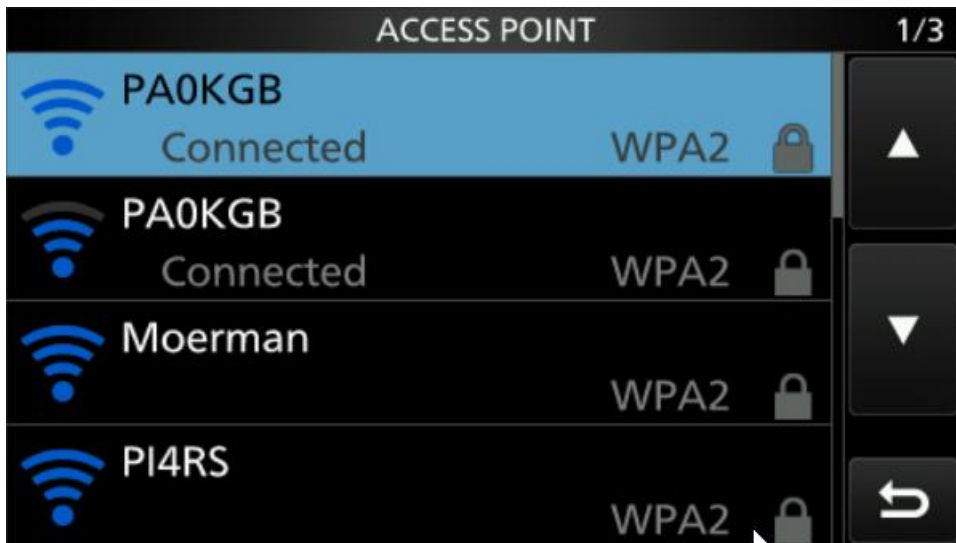 ACCESS POINT 1/3
PA0KGB
Connected WPA2
PA0KGB
Connected WPA2
Moerman
WPA2
PI4RS
WPA2